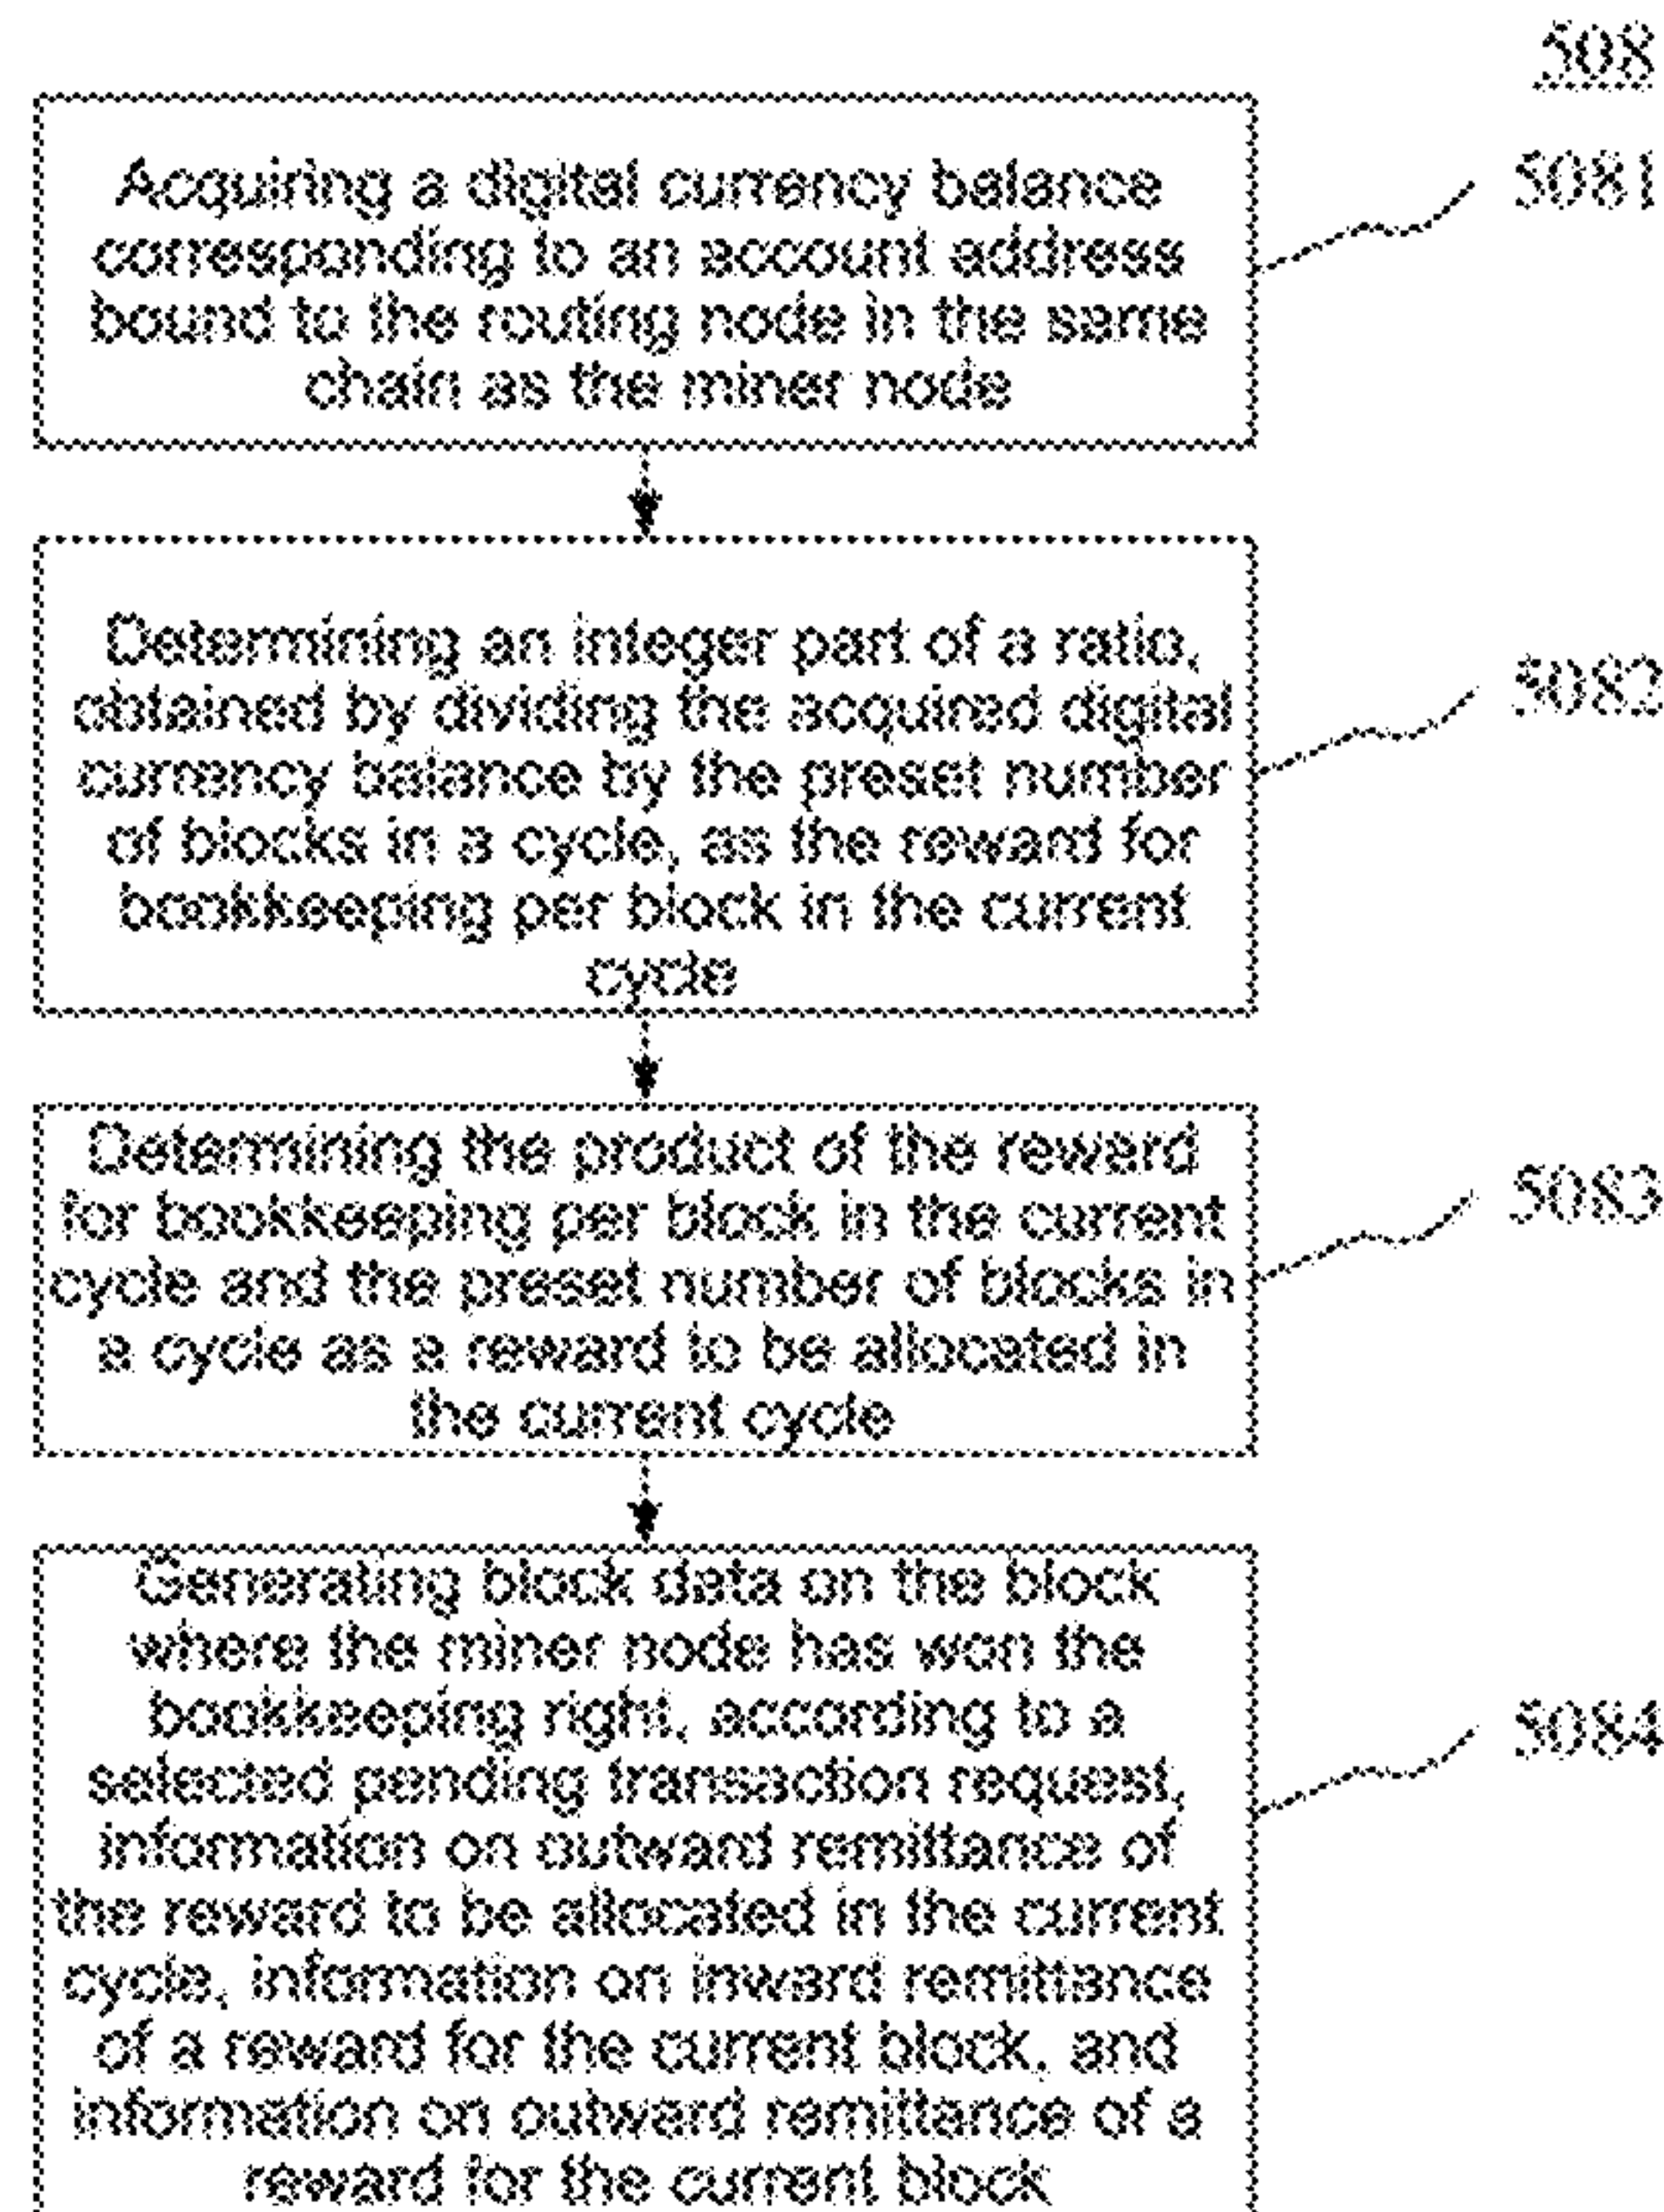 508
Acquiring a digital currency balance
corresponding to an account address
bound to the routing node in the same
chain as the miner node
5081
Determining an integer part of a ratio,
obtained by dividing the acquired digital
currency balance by the preset number
of blocks in a cycle, as the reward for
bookkeeping per block in the current
cycle
5082
Determining the product of the reward
for bookkeeping per block in the current
cycle and the preset number of blocks in
a cycle as a reward to be allocated in
the current cycle
5083
Generating block data on the block
where the miner node has won the
bookkeeping right, according to a
selected pending transaction request,
information on outward remittance of
the reward to be allocated in the current
cycle, information on inward remittance
of a reward for the current block, and
information on outward remittance of a
reward for the current block
5084